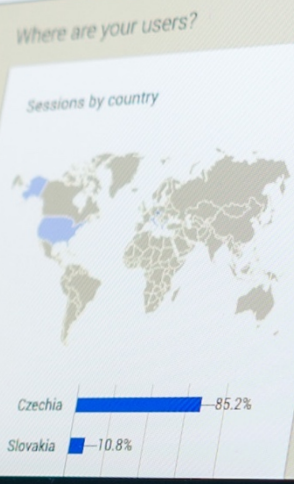 Where are your users?
Sessions by country
Czechia 85.2%
Slovakia 10.8%